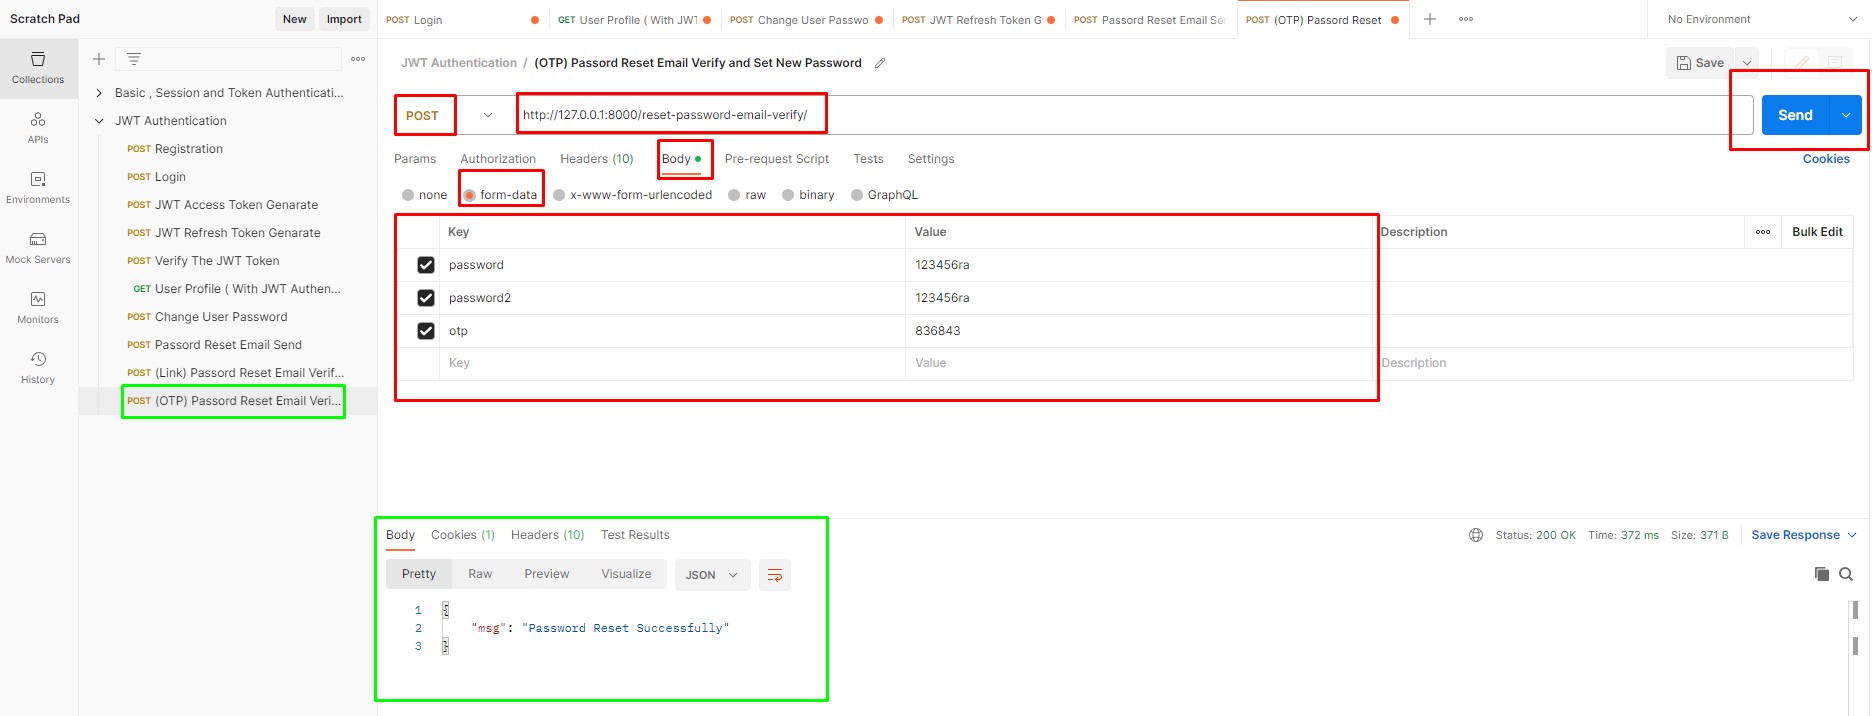 Scratch Pad
New
Import
POST Login
GET User Profile ( With JWT
POST Change User Passwo
POST JWT Refresh Token G
POST Passord Reset Email Ser
POST (OTP) Passord Reset
No Environment
Collections
APIs
Environments
Mock Servers
Monitors
History
Basic , Session and Token Authenticati...
JWT Authentication
POST Registration
POST Login
POST JWT Access Token Genarate
POST JWT Refresh Token Genarate
POST Verify The JWT Token
GET User Profile ( With JWT Authen...
POST Change User Password
POST Passord Reset Email Send
POST (Link) Passord Reset Email Verif...
POST (OTP) Passord Reset Email Veri...
JWT Authentication / (OTP) Passord Reset Email Verify and Set New Password
Save
POST
http://127.0.0.1:8000/reset-password-email-verify/
Send
Params Authorization Headers (10) Body Pre-request Script Tests Settings
Cookies
none form-data x-www-form-urlencoded raw binary GraphQL
Key Value Description Bulk Edit
password 123456ra
password2 123456ra
otp 836843
Key Value Description
Body Cookies (1) Headers (10) Test Results
Status: 200 OK Time: 372 ms Size: 371 B Save Response
Pretty Raw Preview Visualize JSON
1 {
2 "msg": "Password Reset Successfully"
3 }